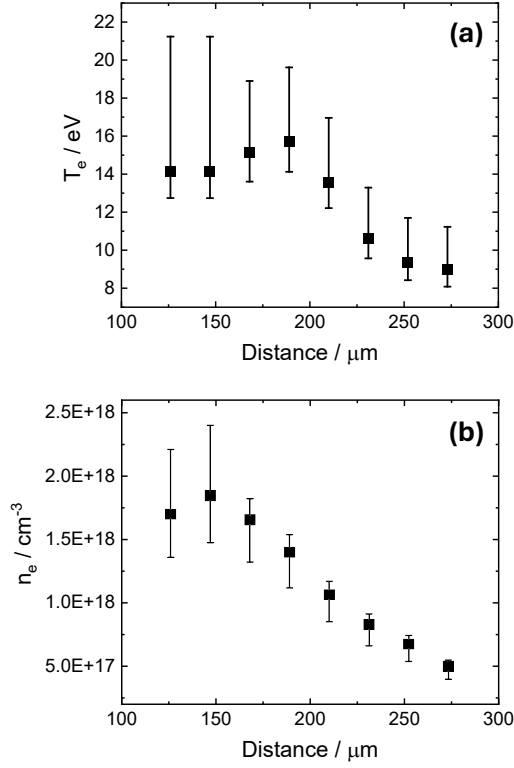 (a)
22
20
18
16
14
12
10
8
T_e / eV
100 150 200 250 300
Distance / μm
(b)
2.5E+18
2.0E+18
1.5E+18
1.0E+18
5.0E+17
n_e / cm⁻³
100 150 200 250 300
Distance / μm